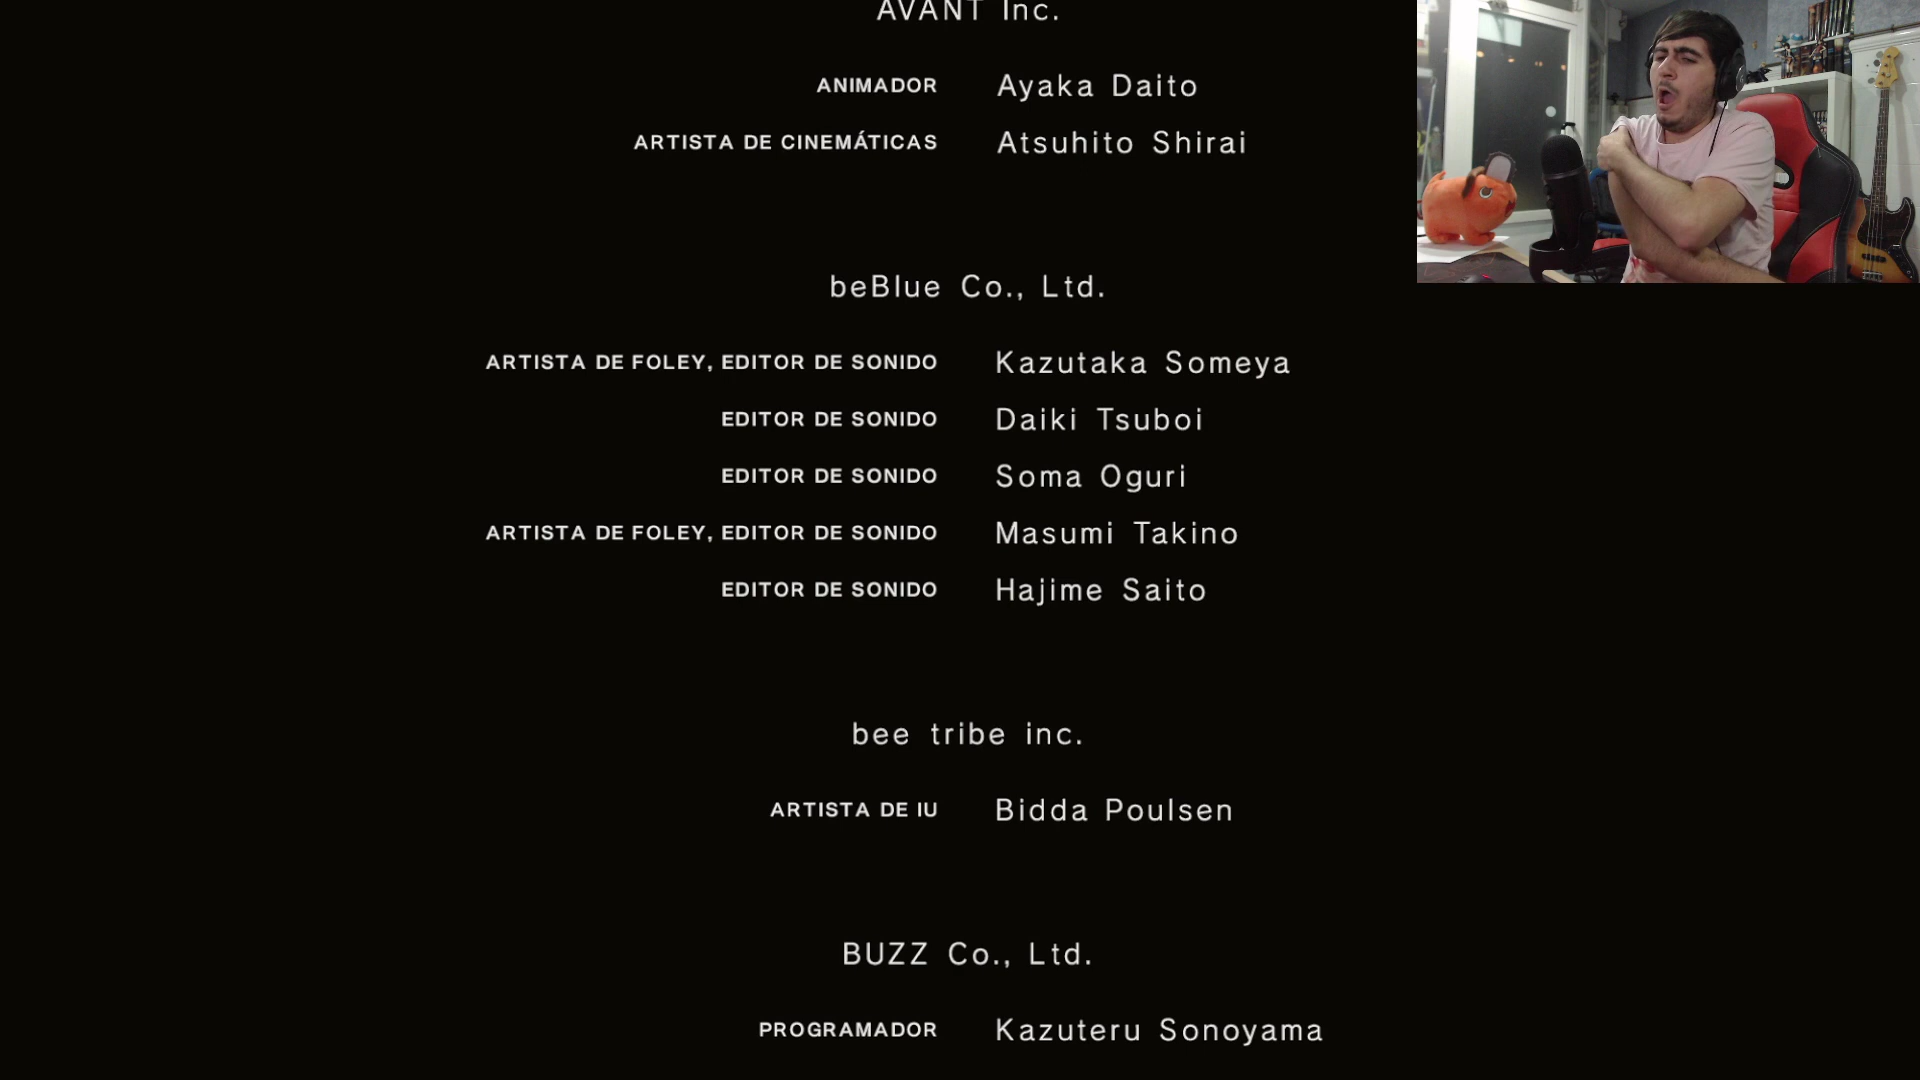 AVANT Inc.
ANIMADOR Ayaka Daito
ARTISTA DE CINEMÁTICAS Atsuhito Shirai
beBlue Co., Ltd.
ARTISTA DE FOLEY, EDITOR DE SONIDO Kazutaka Someya
EDITOR DE SONIDO Daiki Tsuboi
EDITOR DE SONIDO Soma Oguri
ARTISTA DE FOLEY, EDITOR DE SONIDO Masumi Takino
EDITOR DE SONIDO Hajime Saito
bee tribe inc.
ARTISTA DE IU Bidda Poulsen
BUZZ Co., Ltd.
PROGRAMADOR Kazuteru Sonoyama